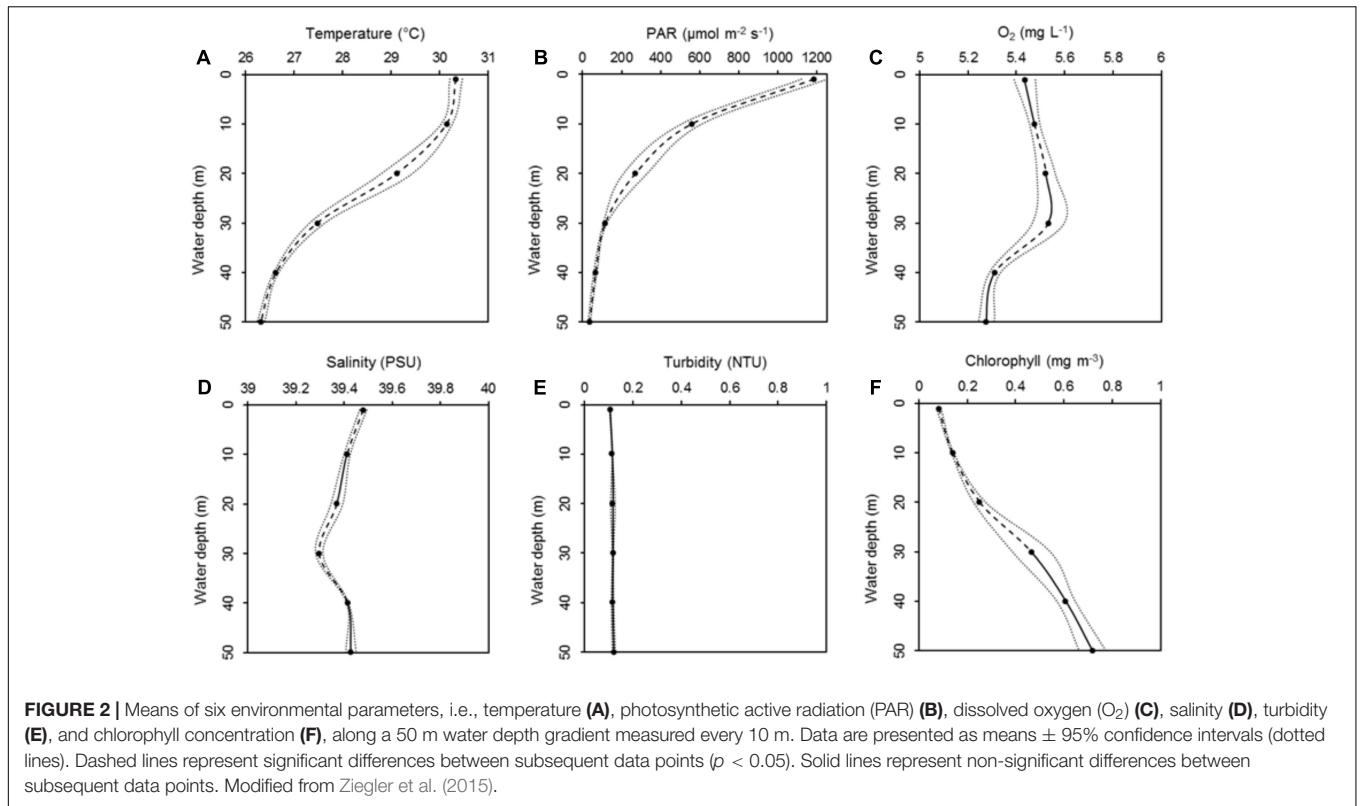 Temperature (°C)
A
26 27 28 29 30 31
Water depth (m)
0
10
20
30
40
50
PAR (µmol m⁻² s⁻¹)
B
0 200 400 600 800 1000 1200
Water depth (m)
0
10
20
30
40
50
O₂ (mg L⁻¹)
C
5 5.2 5.4 5.6 5.8 6
Water depth (m)
0
10
20
30
40
50
Salinity (PSU)
D
39 39.2 39.4 39.6 39.8 40
Water depth (m)
0
10
20
30
40
50
Turbidity (NTU)
E
0 0.2 0.4 0.6 0.8 1
Water depth (m)
0
10
20
30
40
50
Chlorophyll (mg m⁻³)
F
0 0.2 0.4 0.6 0.8 1
Water depth (m)
0
10
20
30
40
50
FIGURE 2 | Means of six environmental parameters, i.e., temperature (A), photosynthetic active radiation (PAR) (B), dissolved oxygen (O₂) (C), salinity (D), turbidity
(E), and chlorophyll concentration (F), along a 50 m water depth gradient measured every 10 m. Data are presented as means ± 95% confidence intervals (dotted
lines). Dashed lines represent significant differences between subsequent data points (p < 0.05). Solid lines represent non-significant differences between
subsequent data points. Modified from Ziegler et al. (2015).